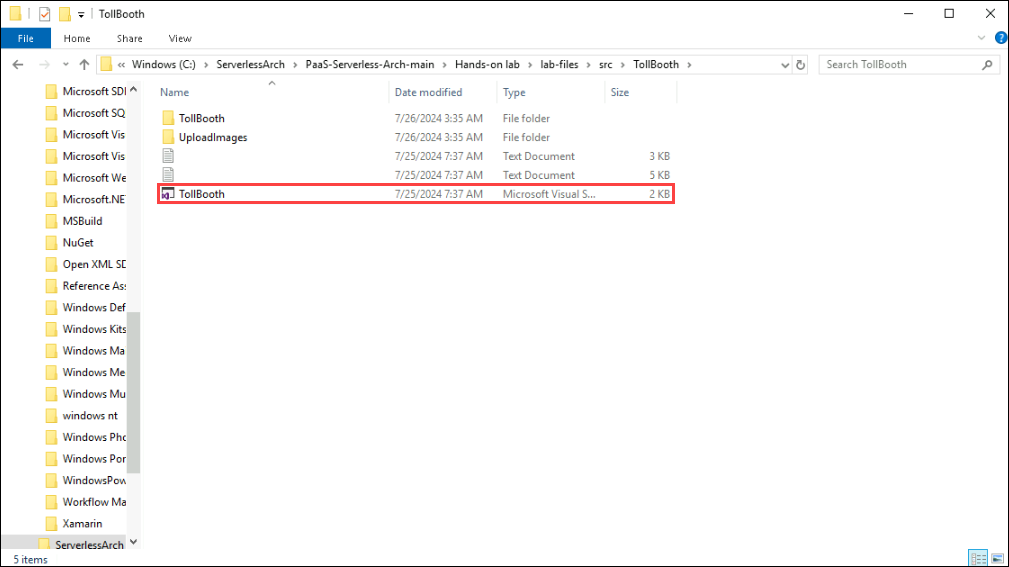 TollBooth
File Home Share View
« Windows (C:) › ServerlessArch › PaaS-Serverless-Arch-main › Hands-on lab › lab-files › src › TollBooth › Search TollBooth
Name Date modified Type Size
Microsoft SDI
Microsoft SQ
Microsoft Vis
Microsoft Vis
Microsoft We
Microsoft.NE
MSBuild
NuGet
Open XML SD
Reference Ass
Windows Def
Windows Kits
Windows Ma
Windows Me
Windows Mu
windows nt
Windows Pho
Windows Por
WindowsPow
Workflow Ma
Xamarin
ServerlessArch
TollBooth 7/26/2024 3:35 AM File folder
UploadImages 7/26/2024 3:35 AM File folder
7/25/2024 7:37 AM Text Document 3 KB
7/25/2024 7:37 AM Text Document 5 KB
TollBooth 7/25/2024 7:37 AM Microsoft Visual S... 2 KB
5 items